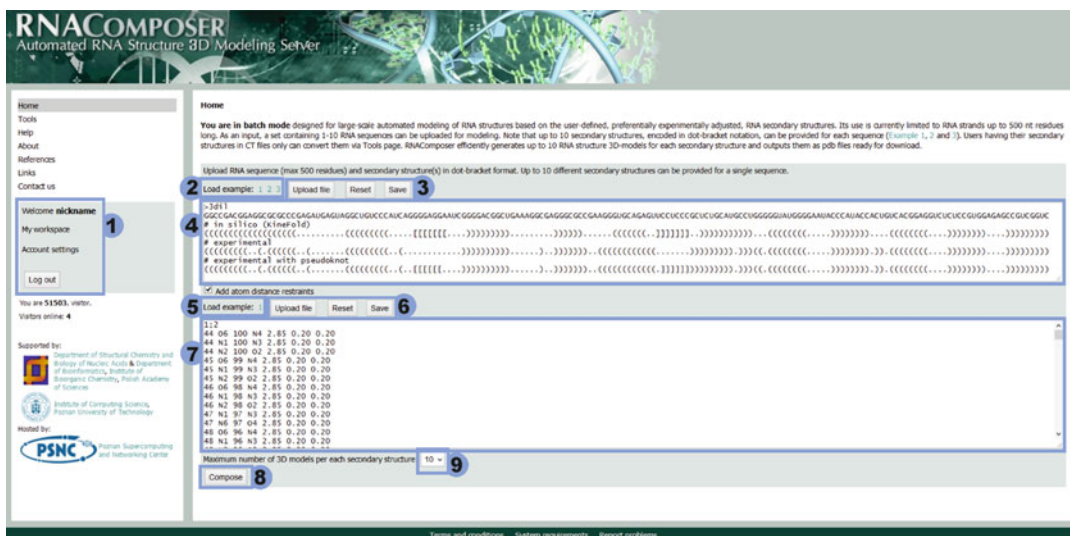 RNACOMPOSER
Automated RNA Structure 3D Modeling Server
Home
Tools
Help
About
References
Links
Contact us
1
Welcome nickname
My workspace
Account settings
Log out
You are 51503. visitor.
Visitors online: 4
Supported by:
Department of Structural Chemistry and
Biology of Nucleic Acids & Department
of Bioinformatics, Institute of
Bioorganic Chemistry, Polish Academy
of Sciences
Institute of Computing Science,
Poznan University of Technology
Hosted by:
PSNC
Poznan Supercomputing
and Networking Center
Home
You are in batch mode designed for large-scale automated modeling of RNA structures based on the user-defined, preferentially experimentally adjusted, RNA secondary structures. Its use is currently limited to RNA strands up to 500 nt residues
long. As an input, a set containing 1-10 RNA sequences can be uploaded for modeling. Note that up to 10 secondary structures, encoded in dot-bracket notation, can be provided for each sequence (Example 1, 2 and 3). Users having their secondary
structures in CT files only can convert them via Tools page. RNAComposer efficiently generates up to 10 RNA structure 3D-models for each secondary structure and outputs them as pdb files ready for download.
Upload RNA sequence (max 500 residues) and secondary structure(s) in dot-bracket format. Up to 10 different secondary structures can be provided for a single sequence.
2 Load example: 1 2 3 Upload file Reset Save 3
4
>3dil
# in silico (KineFold)
# experimental
# experimental with pseudoknot
Add atom distance restraints
5 Load example: 1 Upload file Reset Save 6
7
1;2
44 O6 100 N4 2.85 0.20 0.20
44 N1 100 N3 2.85 0.20 0.20
44 N2 100 O2 2.85 0.20 0.20
45 O6 99 N4 2.85 0.20 0.20
45 N1 99 N3 2.85 0.20 0.20
45 N2 99 O2 2.85 0.20 0.20
46 O6 98 N4 2.85 0.20 0.20
46 N1 98 N3 2.85 0.20 0.20
46 N2 98 O2 2.85 0.20 0.20
47 N1 97 N3 2.85 0.20 0.20
47 N6 97 O4 2.85 0.20 0.20
48 O6 96 N4 2.85 0.20 0.20
48 N1 96 N3 2.85 0.20 0.20
Maximum number of 3D models per each secondary structure 10 9
Compose 8
Terms and conditions System requirements Report problems